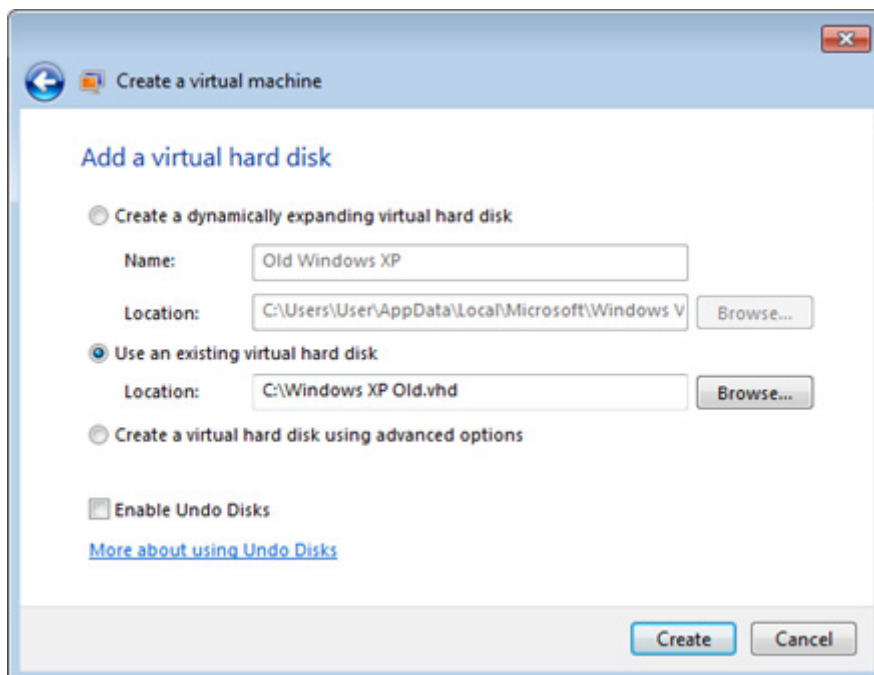 Create a virtual machine
Add a virtual hard disk
Create a dynamically expanding virtual hard disk
Name: Old Windows XP
Location: C:\Users\User\AppData\Local\Microsoft\Windows V Browse...
Use an existing virtual hard disk
Location: C:\Windows XP Old.vhd Browse...
Create a virtual hard disk using advanced options
Enable Undo Disks
More about using Undo Disks
Create Cancel